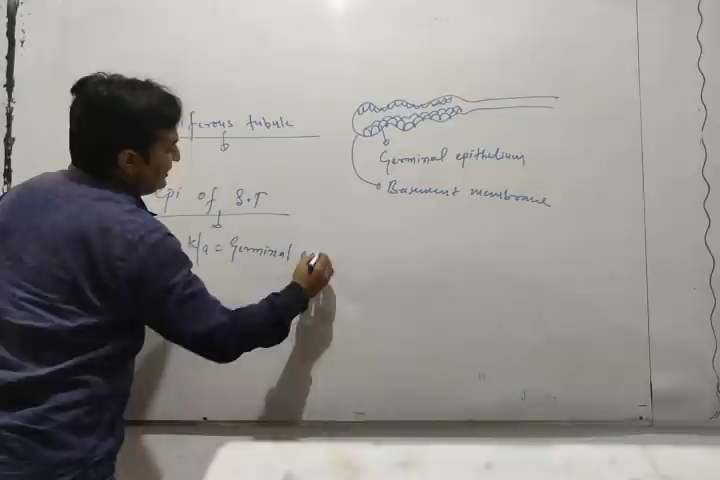 ferous tubule
epi of S.T
k/a = Germinal
Germinal epithelium
Basement membrane